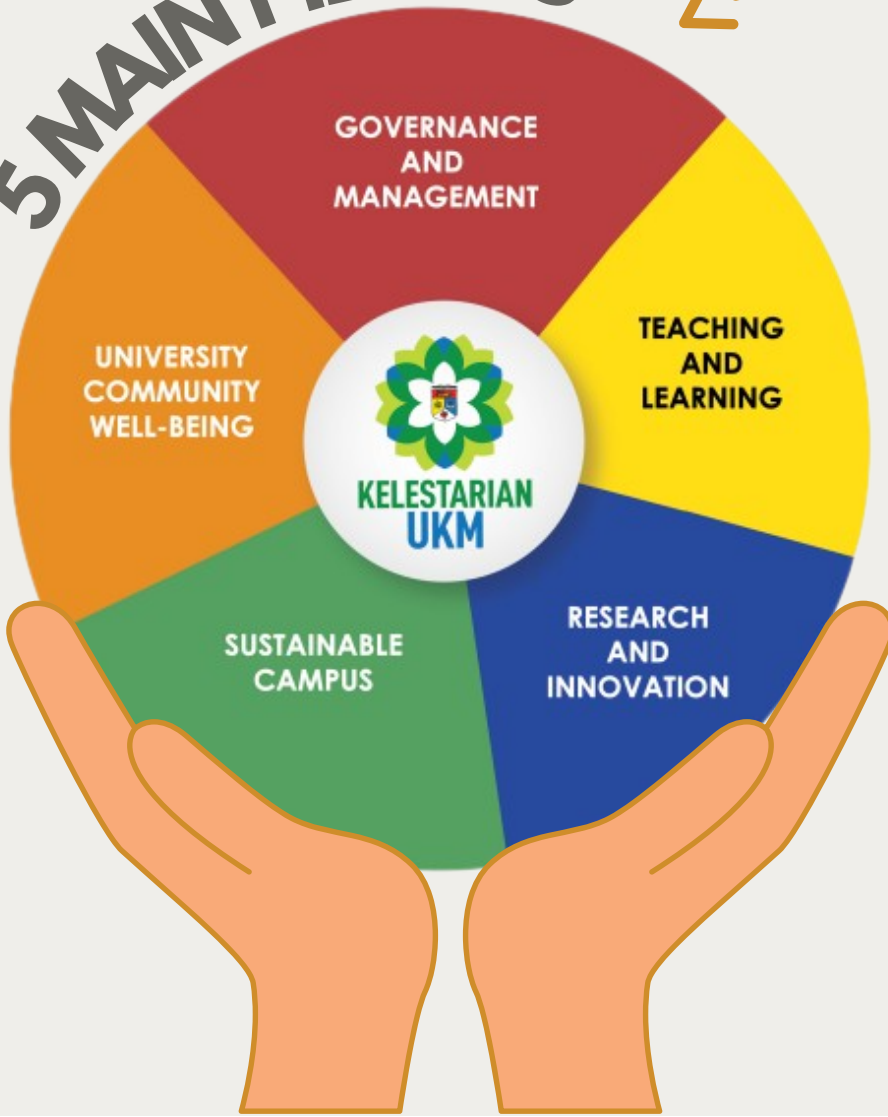 5 MAIN
GOVERNANCE
AND
MANAGEMENT
TEACHING
AND
LEARNING
UNIVERSITY
COMMUNITY
WELL-BEING
KELESTARIAN
UKM
SUSTAINABLE
CAMPUS
RESEARCH
AND
INNOVATION